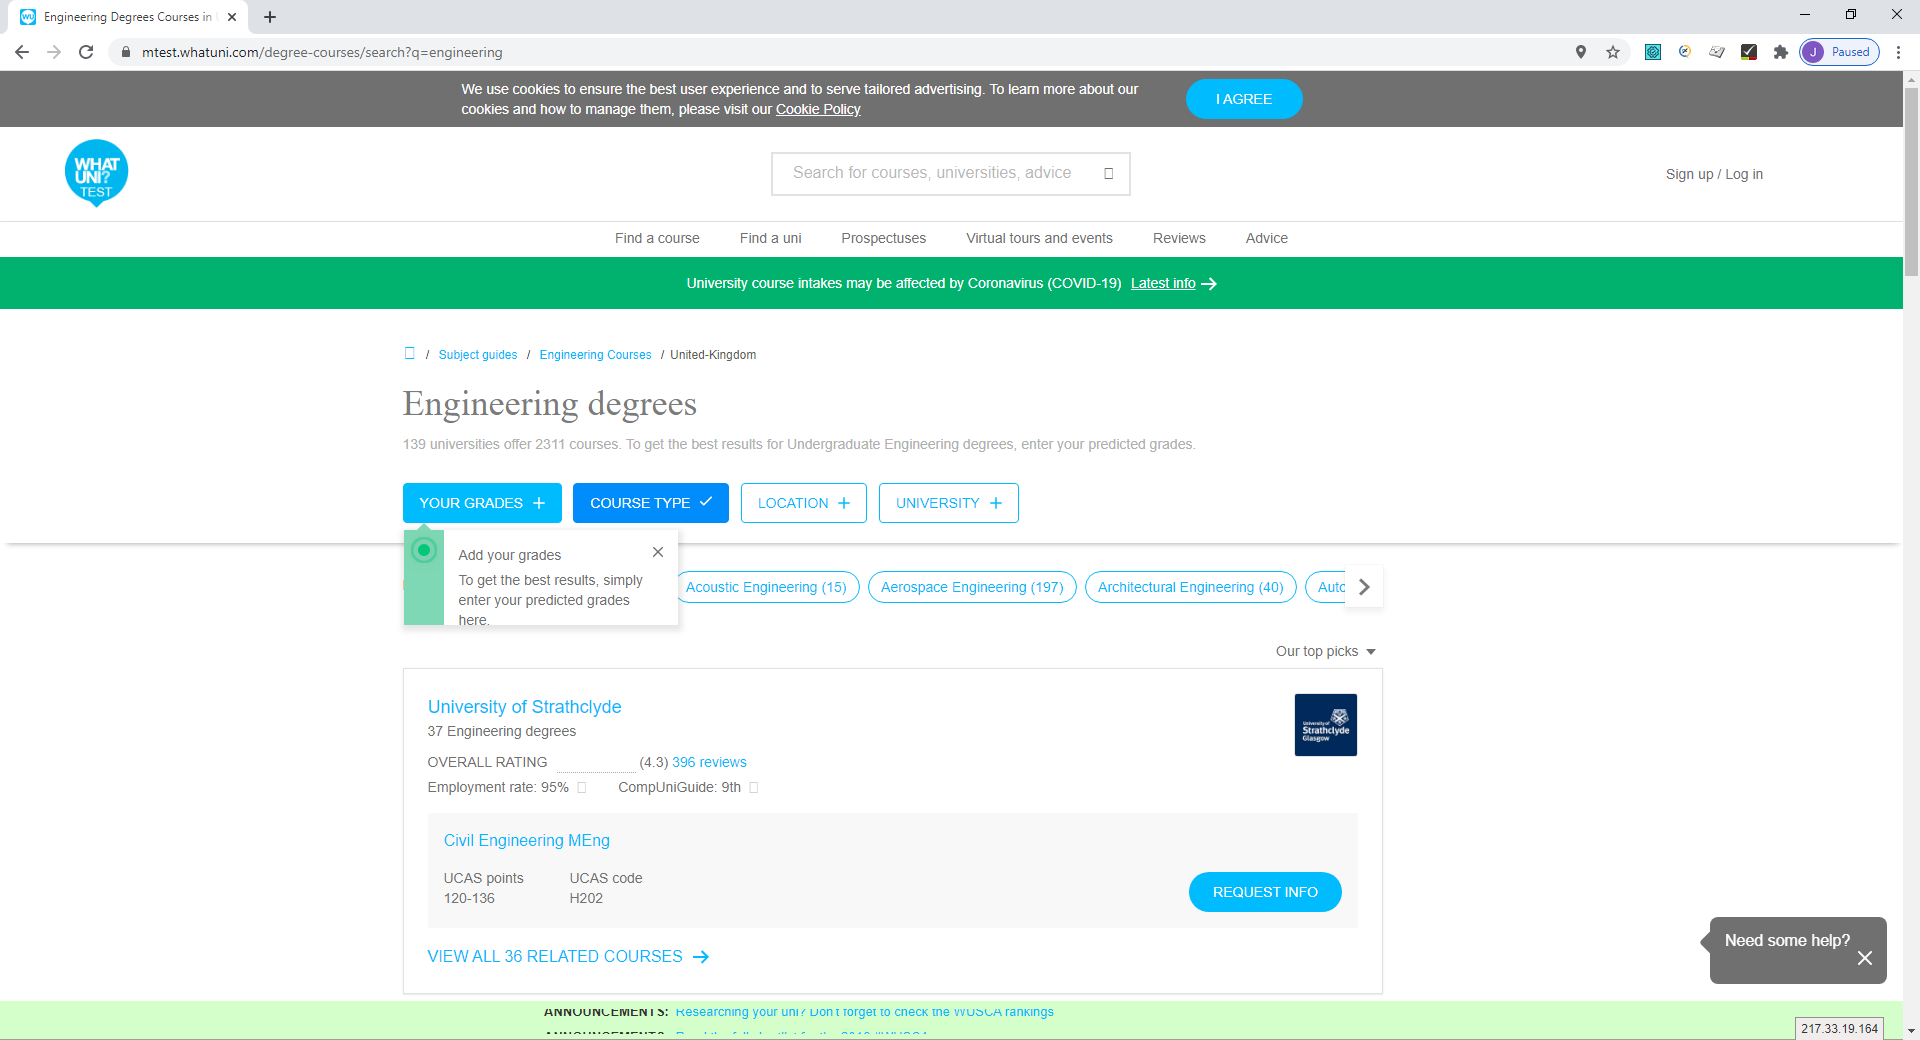 Engineering Degrees Courses in
mtest.whatuni.com/degree-courses/search?q=engineering
J Paused
We use cookies to ensure the best user experience and to serve tailored advertising. To learn more about our
cookies and how to manage them, please visit our Cookie Policy
I AGREE
WHAT
UNI?
TEST
Search for courses, universities, advice
Sign up / Log in
Find a course Find a uni Prospectuses Virtual tours and events Reviews Advice
University course intakes may be affected by Coronavirus (COVID-19) Latest info
/ Subject guides / Engineering Courses / United-Kingdom
Engineering degrees
139 universities offer 2311 courses. To get the best results for Undergraduate Engineering degrees, enter your predicted grades.
YOUR GRADES + COURSE TYPE LOCATION + UNIVERSITY +
Add your grades
To get the best results, simply
enter your predicted grades
here.
Acoustic Engineering (15) Aerospace Engineering (197) Architectural Engineering (40) Auto
Our top picks
University of Strathclyde
37 Engineering degrees
University of
Strathclyde
Glasgow
OVERALL RATING (4.3) 396 reviews
Employment rate: 95% CompUniGuide: 9th
Civil Engineering MEng
UCAS points UCAS code
120-136 H202
REQUEST INFO
VIEW ALL 36 RELATED COURSES
Need some help?
ANNOUNCEMENTS: Researching your uni? Don't forget to check the WUSCA rankings
217.33.19.164